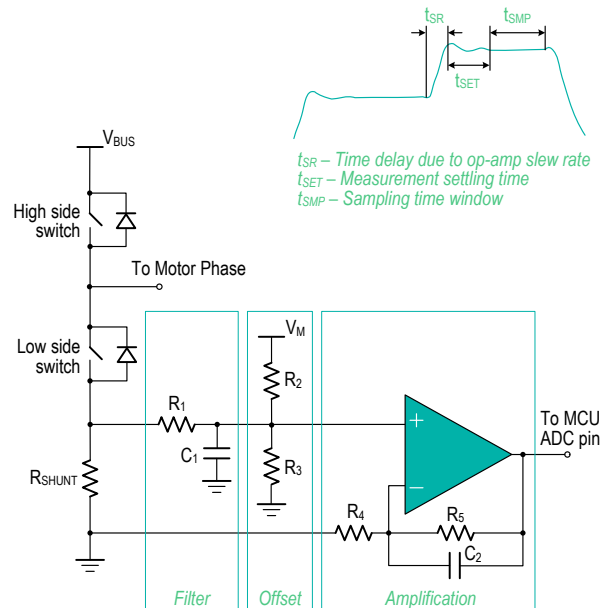 tSR
tSMP
tSET
tSR – Time delay due to op-amp slew rate
tSET – Measurement settling time
tSMP – Sampling time window
VBUS
High side
switch
To Motor Phase
Low side
switch
VM
R2
R1
C1
R3
+
−
To MCU
ADC pin
RSHUNT
R4
R5
C2
Filter
Offset
Amplification